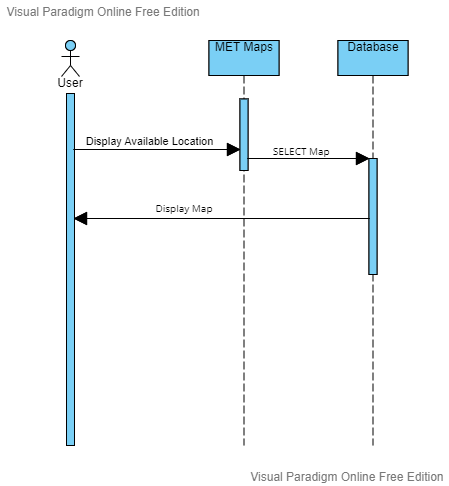 Visual Paradigm Online Free Edition
MET Maps
Database
User
Display Available Location
SELECT Map
Display Map
Visual Paradigm Online Free Edition